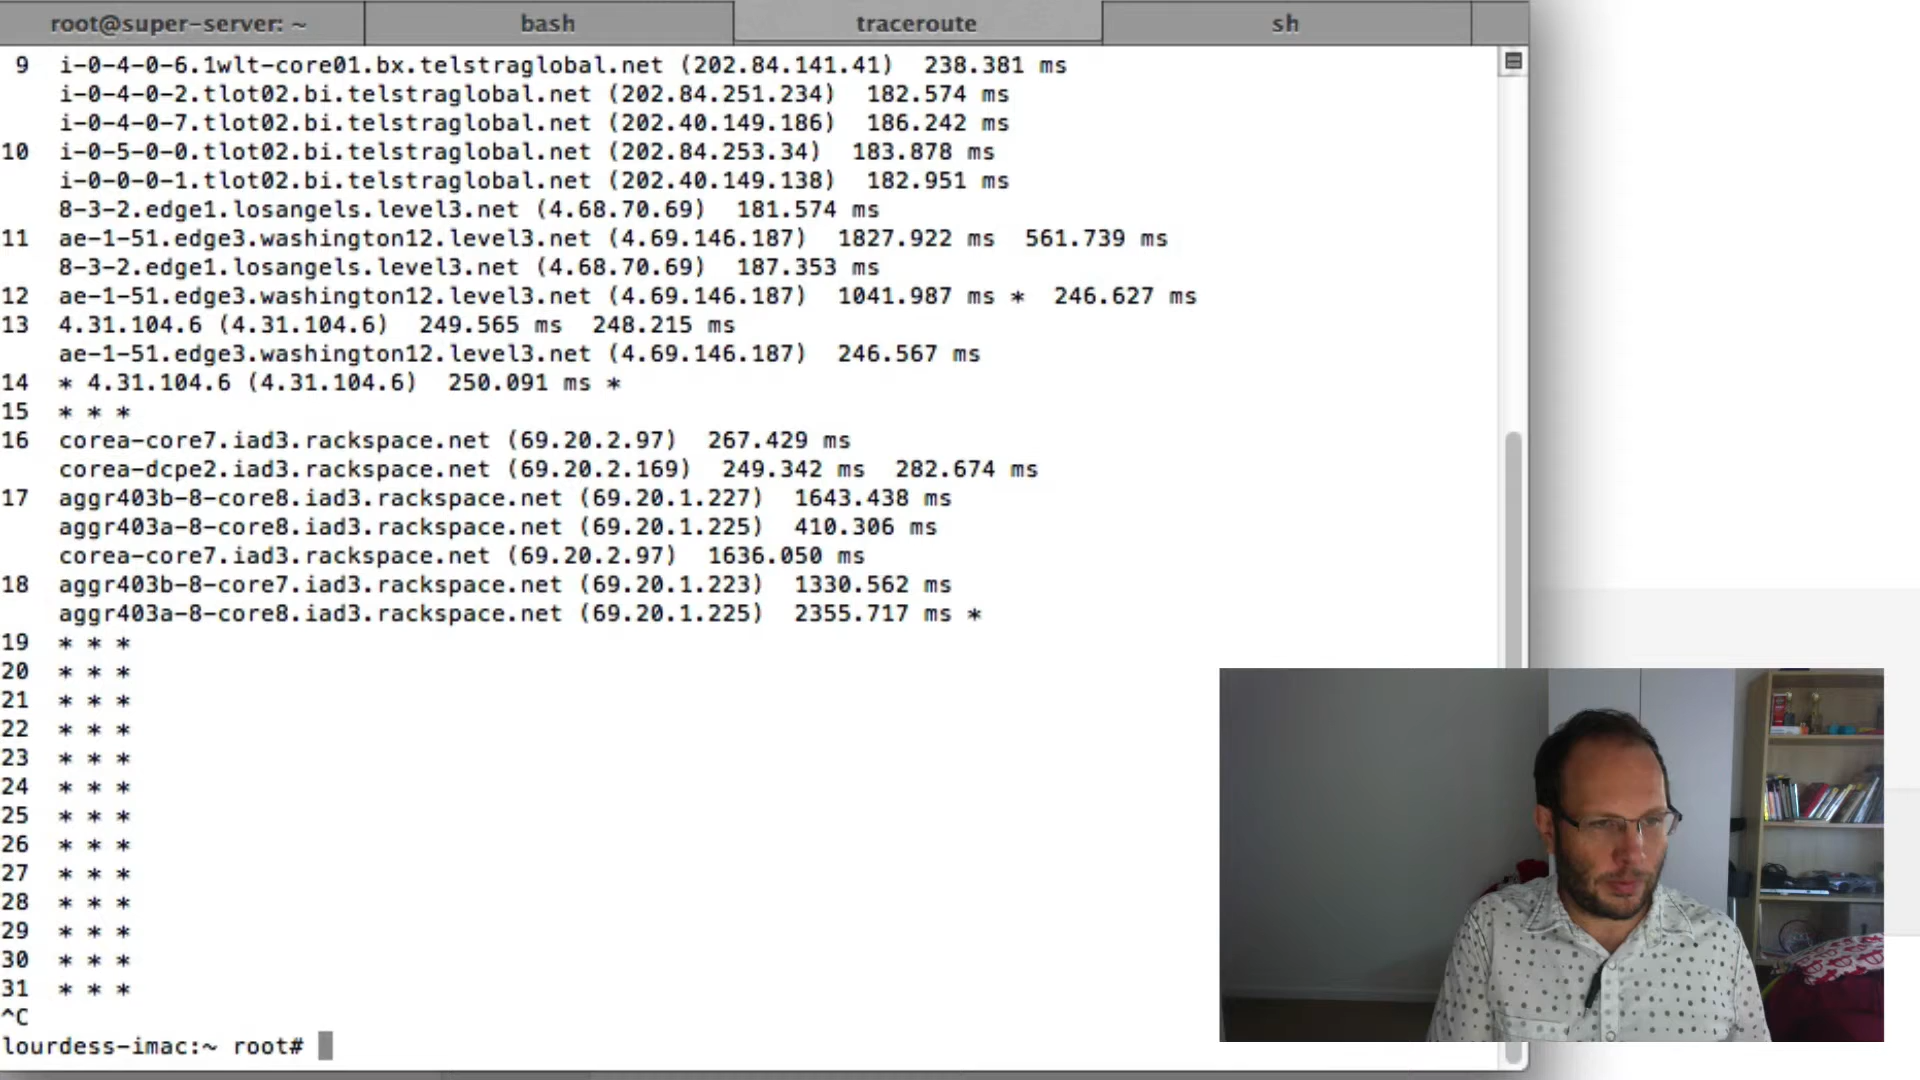 root@super-server: ~
bash
traceroute
sh
9 i-0-4-0-6.1wlt-core01.bx.telstraglobal.net (202.84.141.41) 238.381 ms
i-0-4-0-2.tlot02.bi.telstraglobal.net (202.84.251.234) 182.574 ms
i-0-4-0-7.tlot02.bi.telstraglobal.net (202.40.149.186) 186.242 ms
10 i-0-5-0-0.tlot02.bi.telstraglobal.net (202.84.253.34) 183.878 ms
i-0-0-0-1.tlot02.bi.telstraglobal.net (202.40.149.138) 182.951 ms
8-3-2.edge1.losangels.level3.net (4.68.70.69) 181.574 ms
11 ae-1-51.edge3.washington12.level3.net (4.69.146.187) 1827.922 ms 561.739 ms
8-3-2.edge1.losangels.level3.net (4.68.70.69) 187.353 ms
12 ae-1-51.edge3.washington12.level3.net (4.69.146.187) 1041.987 ms * 246.627 ms
13 4.31.104.6 (4.31.104.6) 249.565 ms 248.215 ms
ae-1-51.edge3.washington12.level3.net (4.69.146.187) 246.567 ms
14 * 4.31.104.6 (4.31.104.6) 250.091 ms *
15 * * *
16 corea-core7.iad3.rackspace.net (69.20.2.97) 267.429 ms
corea-dcpe2.iad3.rackspace.net (69.20.2.169) 249.342 ms 282.674 ms
17 aggr403b-8-core8.iad3.rackspace.net (69.20.1.227) 1643.438 ms
aggr403a-8-core8.iad3.rackspace.net (69.20.1.225) 410.306 ms
corea-core7.iad3.rackspace.net (69.20.2.97) 1636.050 ms
18 aggr403b-8-core7.iad3.rackspace.net (69.20.1.223) 1330.562 ms
aggr403a-8-core8.iad3.rackspace.net (69.20.1.225) 2355.717 ms *
19 * * *
20 * * *
21 * * *
22 * * *
23 * * *
24 * * *
25 * * *
26 * * *
27 * * *
28 * * *
29 * * *
30 * * *
31 * * *
^C
lourdess-imac:~ root#